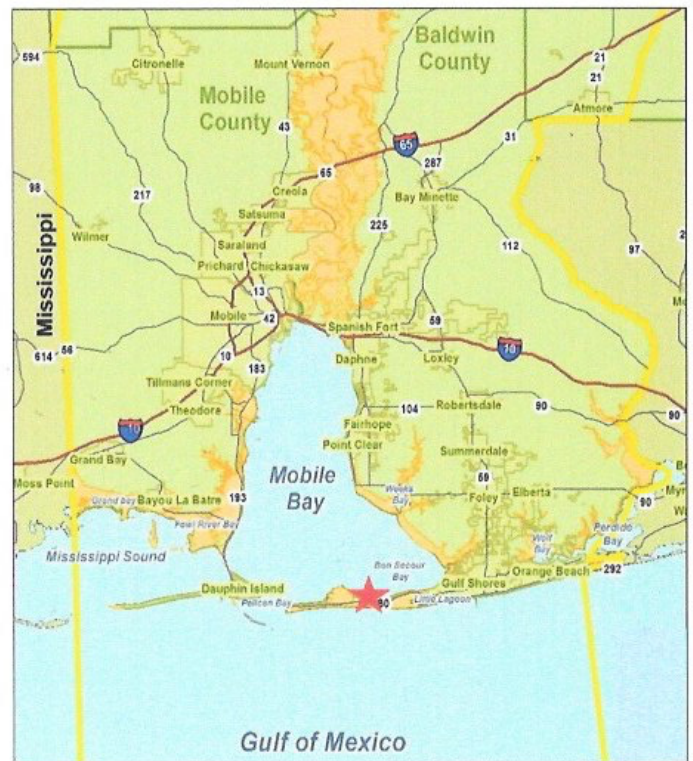 Baldwin
County
594
Citronelle
Mount Vernon
21
21
Atmore
Mobile
County
43
31
65
287
65
98
217
Creola
Bay Minette
Satsuma
225
Wilmer
Saraland
112
97
Prichard
Chickasaw
Mississippi
13
Mobile
42
59
Spanish Fort
614
56
10
Daphne
Loxley
10
183
Tillmans Corner
Theodore
104
Robertsdale
90
90
10
Fairhope
Point Clear
Grand Bay
Summerdale
Moss Point
Mobile
Bay
59
Grand bay
Bayou La Batre
193
Weeks
Bay
Foley
Elberta
90
Fowl River Bay
Wolf
Bay
Perdido
Bay
Mississippi Sound
Bon Secour
Bay
Orange Beach
292
Dauphin Island
Gulf Shores
Pelican Bay
80
Little Lagoon
Gulf of Mexico